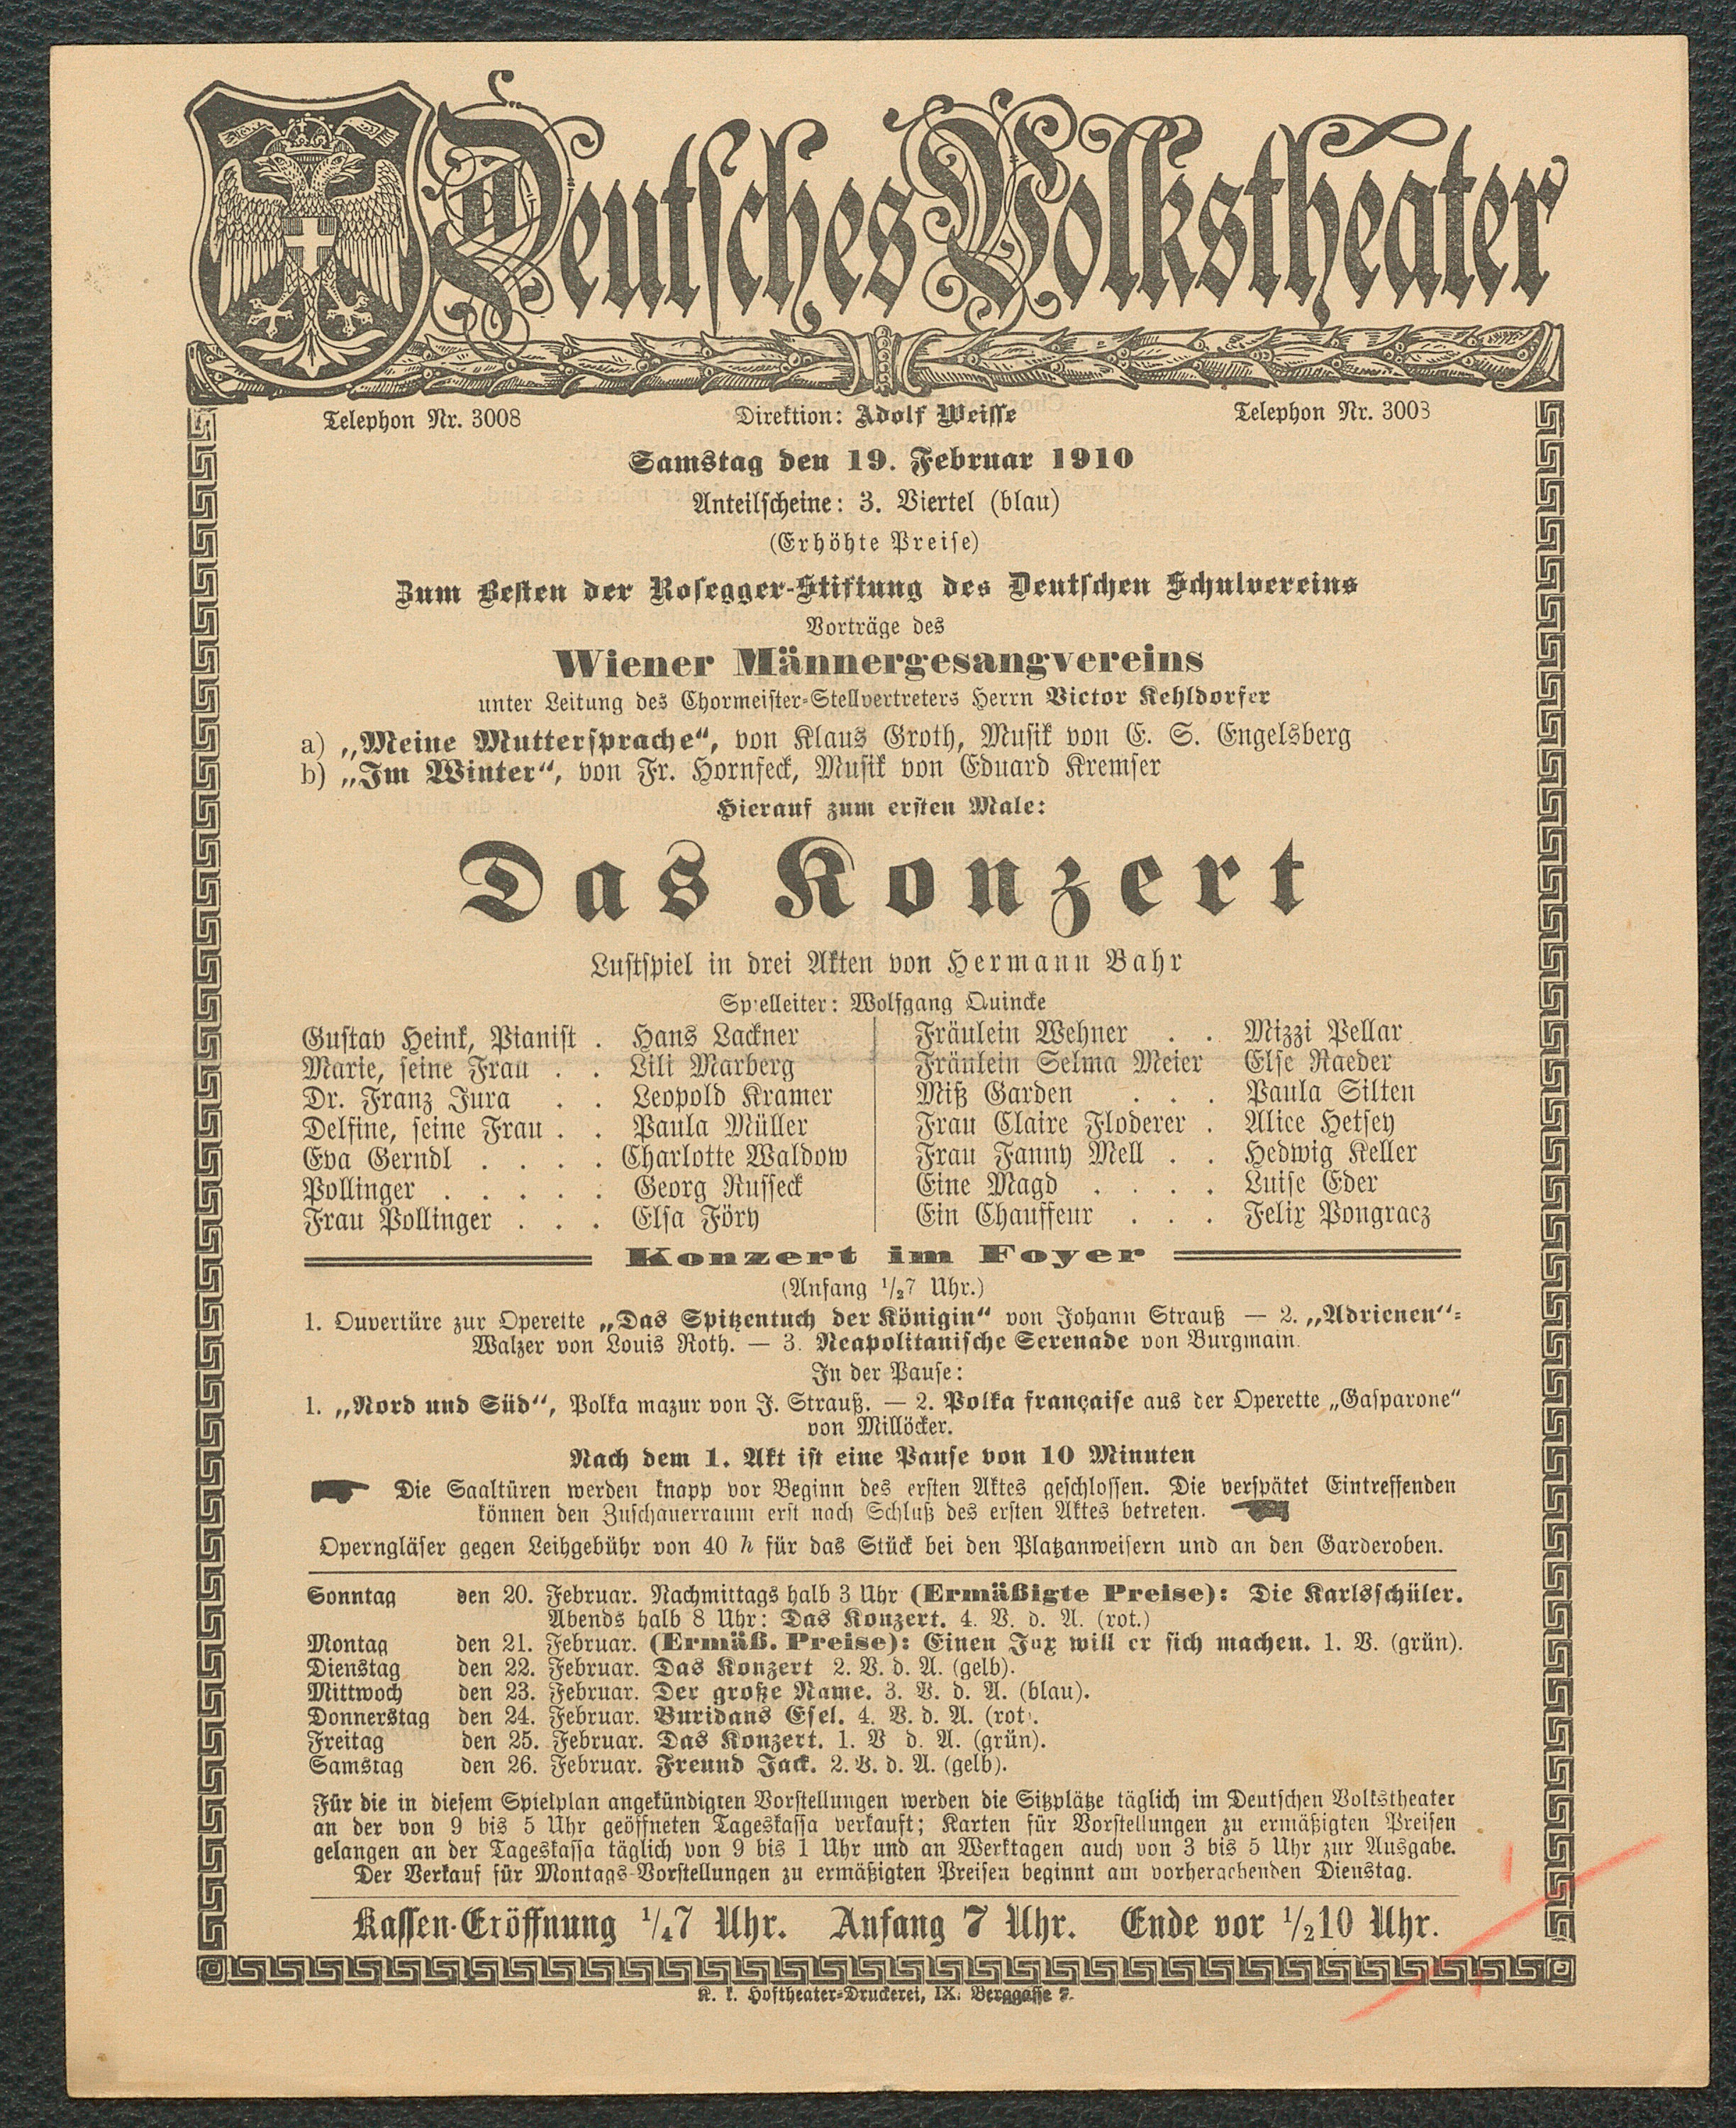 Deutsches Volkstheater
Telephon Nr. 3008 Direktion: Adolf Weisse Telephon Nr. 3008
Samstag den 19. Februar 1910
Anteilscheine: 3. Viertel (blau)
(Erhöhte Preise)
Zum Besten der Rosegger-Stiftung des Deutschen Schulvereins
Vorträge des
Wiener Männergesangvereins
unter Leitung des Chormeister-Stellvertreters Herrn Victor Kehldorfer
a) „Meine Muttersprache“, von Klaus Groth, Musik von E. S. Engelsberg
b) „Im Winter“, von Fr. Hornfeck, Musik von Eduard Kremser
Hierauf zum ersten Male:
Das Konzert
Lustspiel in drei Akten von Hermann Bahr
Spielleiter: Wolfgang Quincke
Gustav Heink, Pianist . Hans Lackner
Marie, seine Frau . . Lili Marberg
Dr. Franz Jura . . Leopold Kramer
Delfine, seine Frau . . Paula Müller
Eva Gerndl . . . . Charlotte Waldow
Pollinger . . . . . Georg Russeck
Frau Pollinger . . . Elsa Föry
Fräulein Wehner . . Mizzi Pellar
Fräulein Selma Meier Else Raeder
Miß Garden . . . Paula Silten
Frau Claire Floderer . Alice Hetsey
Frau Fanny Mell . . Hedwig Keller
Eine Magd . . . . Luise Eder
Ein Chauffeur . . . Felix Pongracz
Konzert im Foyer
(Anfang 1/27 Uhr.)
1. Ouvertüre zur Operette „Das Spitzentuch der Königin“ von Johann Strauß — 2. „Adrienen“-
Walzer von Louis Roth. — 3. Neapolitanische Serenade von Burgmain.
In der Pause:
1. „Nord und Süd“, Polka mazur von J. Strauß. — 2. Polka française aus der Operette „Gasparone“
von Millöcker.
Nach dem 1. Akt ist eine Pause von 10 Minuten
Die Saaltüren werden knapp vor Beginn des ersten Aktes geschlossen. Die verspätet Eintreffenden
können den Zuschauerraum erst nach Schluß des ersten Aktes betreten.
Operngläser gegen Leihgebühr von 40 h für das Stück bei den Platzanweisern und an den Garderoben.
Sonntag den 20. Februar. Nachmittags halb 3 Uhr (Ermäßigte Preise): Die Karlsschüler.
Abends halb 8 Uhr: Das Konzert. 4. V. d. A. (rot.)
Montag den 21. Februar. (Ermäß. Preise): Einen Jux will er sich machen. 1. V. (grün).
Dienstag den 22. Februar. Das Konzert 2. V. d. A. (gelb).
Mittwoch den 23. Februar. Der große Name. 3. V. d. A. (blau).
Donnerstag den 24. Februar. Buridans Esel. 4. V. d. A. (rot).
Freitag den 25. Februar. Das Konzert. 1. V d. A. (grün).
Samstag den 26. Februar. Freund Jack. 2. V. d. A. (gelb).
Für die in diesem Spielplan angekündigten Vorstellungen werden die Sitzplätze täglich im Deutschen Volkstheater
an der von 9 bis 5 Uhr geöffneten Tageskassa verkauft; Karten für Vorstellungen zu ermäßigten Preisen
gelangen an der Tageskassa täglich von 9 bis 1 Uhr und an Werktagen auch von 3 bis 5 Uhr zur Ausgabe.
Der Verkauf für Montags-Vorstellungen zu ermäßigten Preisen beginnt am vorhergehenden Dienstag.
Kassen-Eröffnung 1/47 Uhr. Anfang 7 Uhr. Ende vor 1/210 Uhr.
K. k. Hoftheater-Druckerei, IX. Berggasse 7.